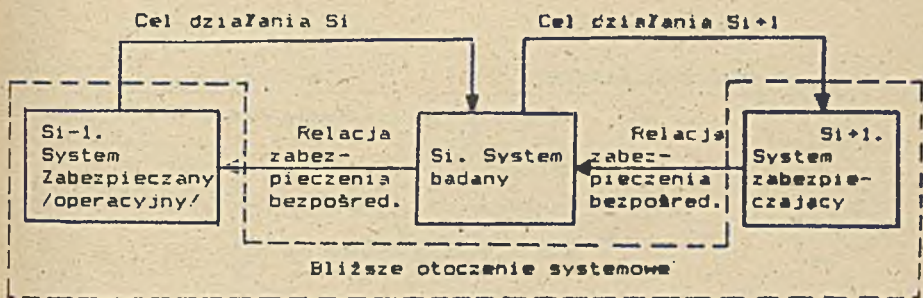 Cel działania Si
Cel działania Si+1
Si-1.
System
Zabezpieczany
/operacyjny/
Relacja
zabez-
pieczenia
bezpośred.
Si. System
badany
Relacja
zabez-
pieczenia
bezpośred.
Si+1.
System
zabezpie-
czający
Bliższe otoczenie systemowe